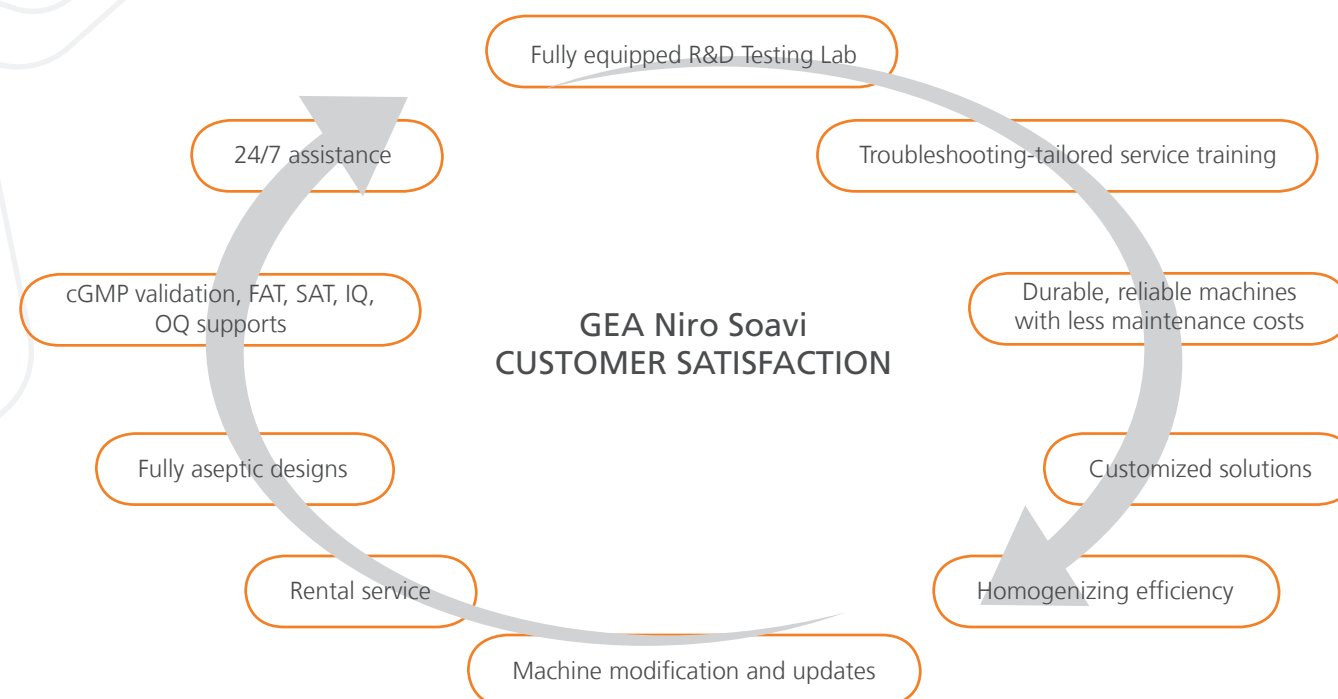 Fully equipped R&D Testing Lab
24/7 assistance
Troubleshooting-tailored service training
cGMP validation, FAT, SAT, IQ,
OQ supports
Durable, reliable machines
with less maintenance costs
GEA Niro Soavi
CUSTOMER SATISFACTION
Fully aseptic designs
Customized solutions
Rental service
Homogenizing efficiency
Machine modification and updates